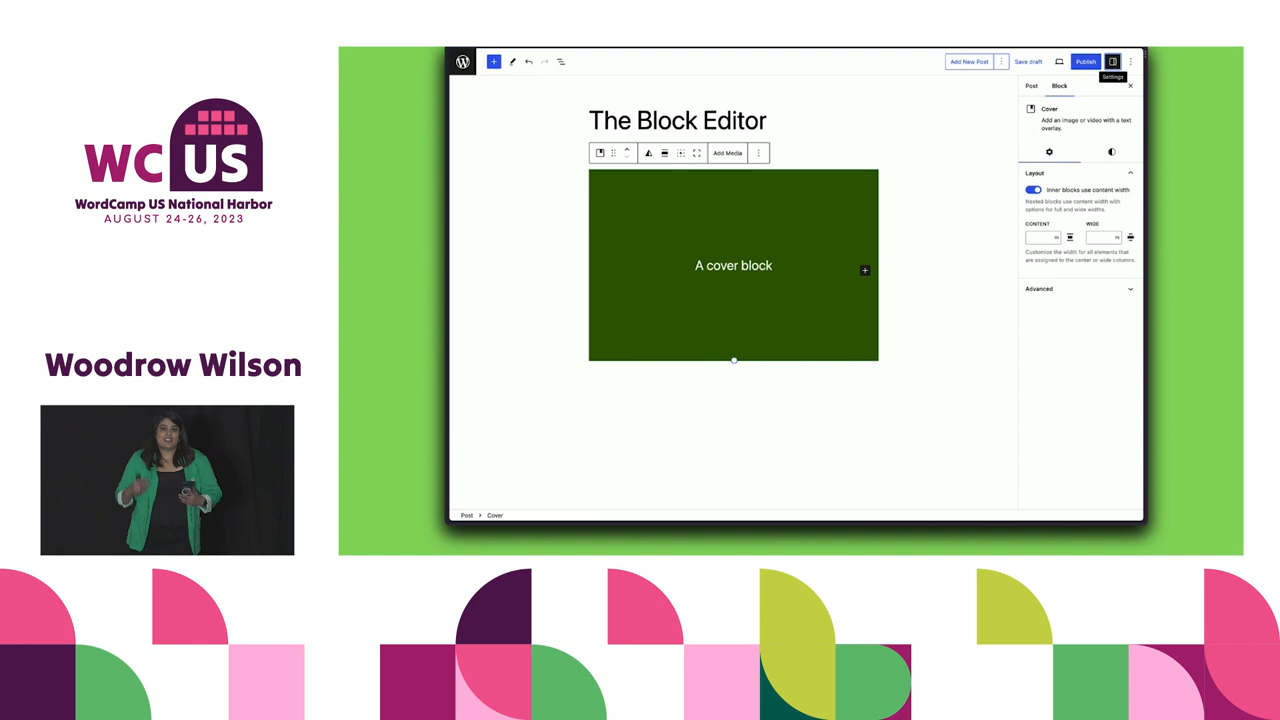 WC US
WordCamp US National Harbor
AUGUST 24-26, 2023
Woodrow Wilson
Add New Post
Save draft
Publish
Settings
Post
Block
The Block Editor
Add Media
A cover block
Cover
Add an image or video with a text
overlay.
Layout
Inner blocks use content width
Nested blocks use content width with
options for full and wide widths.
CONTENT
WIDE
PX
PX
Customize the width for all elements that
are assigned to the center or wide columns.
Advanced
Post > Cover